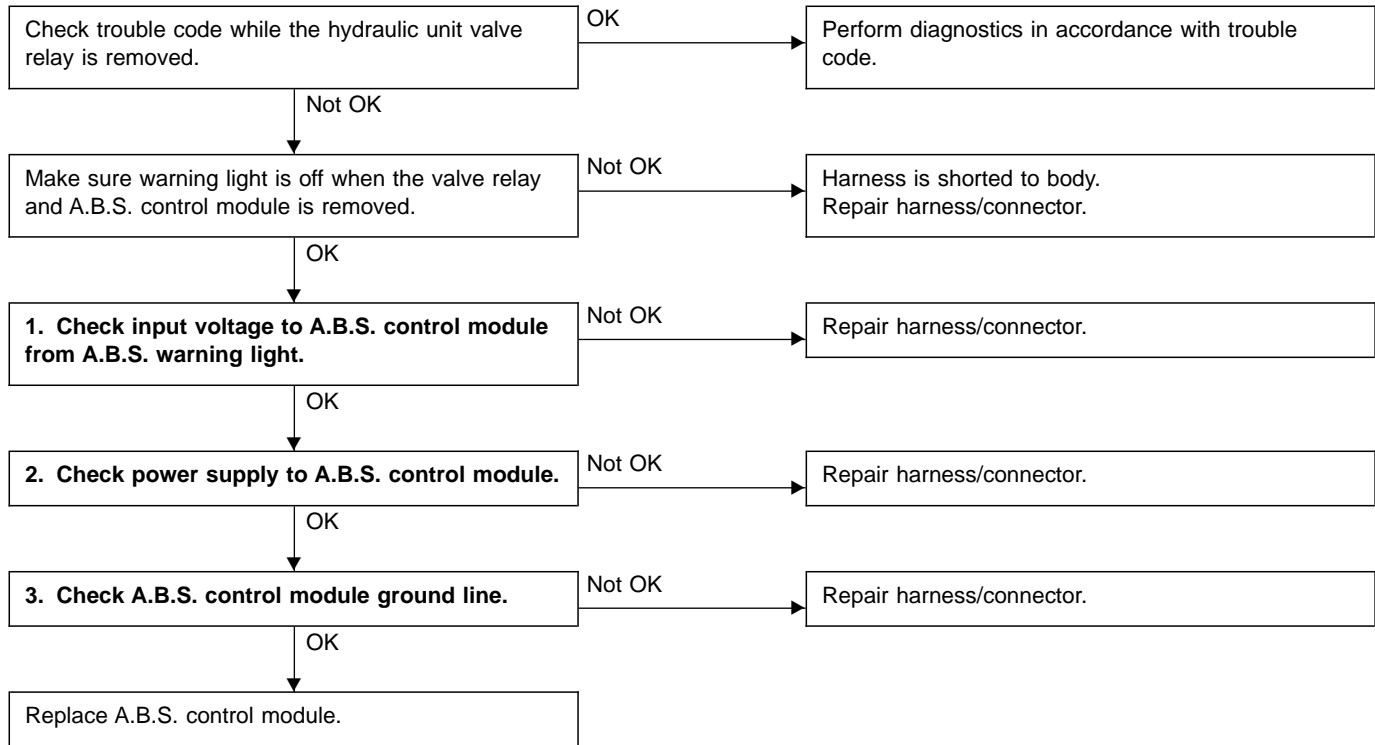 Check trouble code while the hydraulic unit valve
relay is removed.
OK
Perform diagnostics in accordance with trouble
code.
Not OK
Make sure warning light is off when the valve relay
and A.B.S. control module is removed.
Not OK
Harness is shorted to body.
Repair harness/connector.
OK
1. Check input voltage to A.B.S. control module
from A.B.S. warning light.
Not OK
Repair harness/connector.
OK
2. Check power supply to A.B.S. control module.
Not OK
Repair harness/connector.
OK
3. Check A.B.S. control module ground line.
Not OK
Repair harness/connector.
OK
Replace A.B.S. control module.